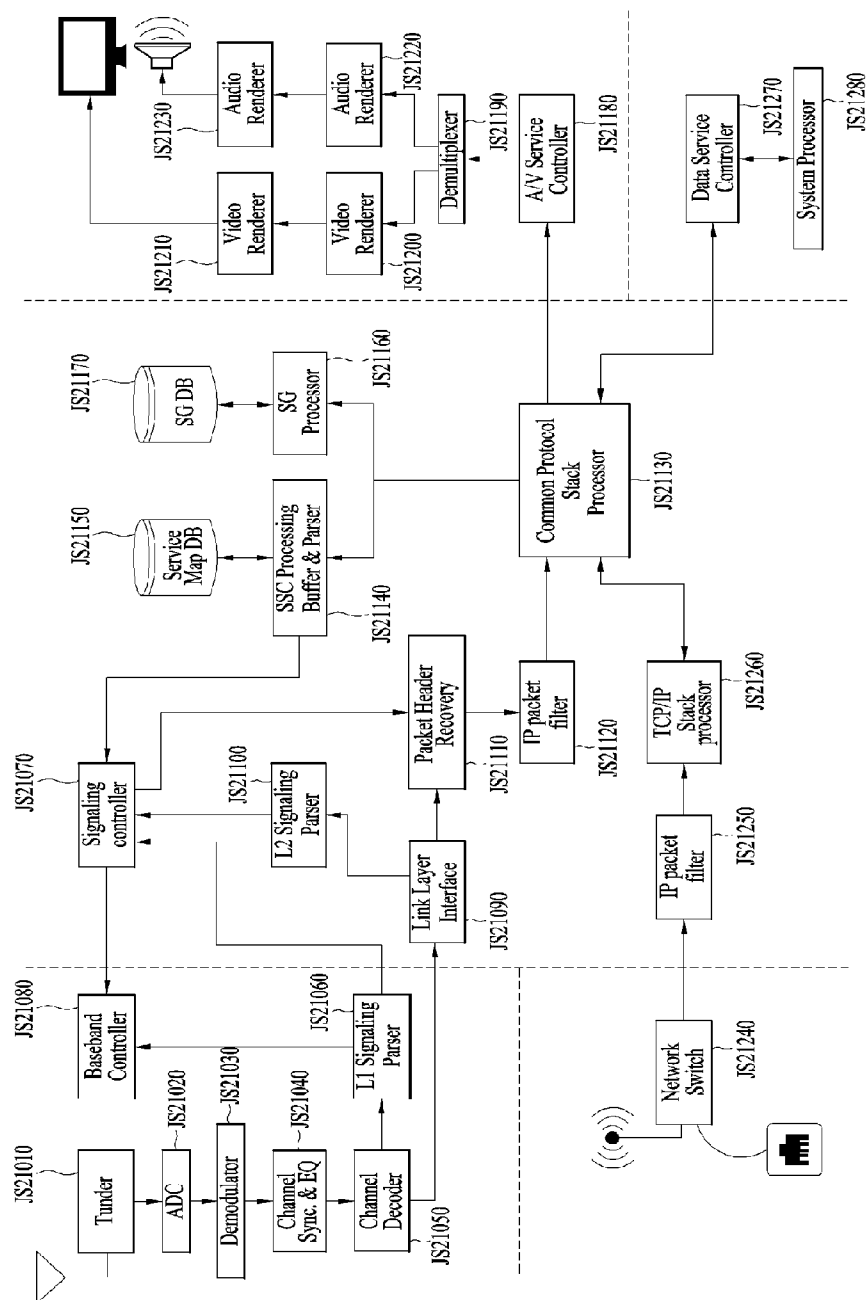 JS21010
Tunder
JS21020
ADC
JS21030
Demodulator
JS21040
Channel
Sync. & EQ
Channel
Decoder
JS21050
JS21080
Baseband
Controller
JS21060
L1 Signaling
Parser
JS21070
Signaling
controller
JS21100
L2 Signaling
Parser
Link Layer
Interface
JS21090
Packet Header
Recovery
JS21110
IP packet
filter
JS21120
JS21150
Service
Map DB
SSC Processing
Buffer & Parser
JS21140
JS21170
SG DB
JS21160
SG
Processor
Common Protocol
Stack
Processor
JS21130
Network
Switch
JS21240
IP packet
filter
JS21250
TCP/IP
Stack
processor
JS21260
JS21210
Video
Renderer
Video
Renderer
JS21200
JS21230
Audio
Renderer
JS21220
Audio
Renderer
JS21190
Demultiplexer
A/V Service
Controller
JS21180
Data Service
Controller
JS21270
System Processor
JS21280